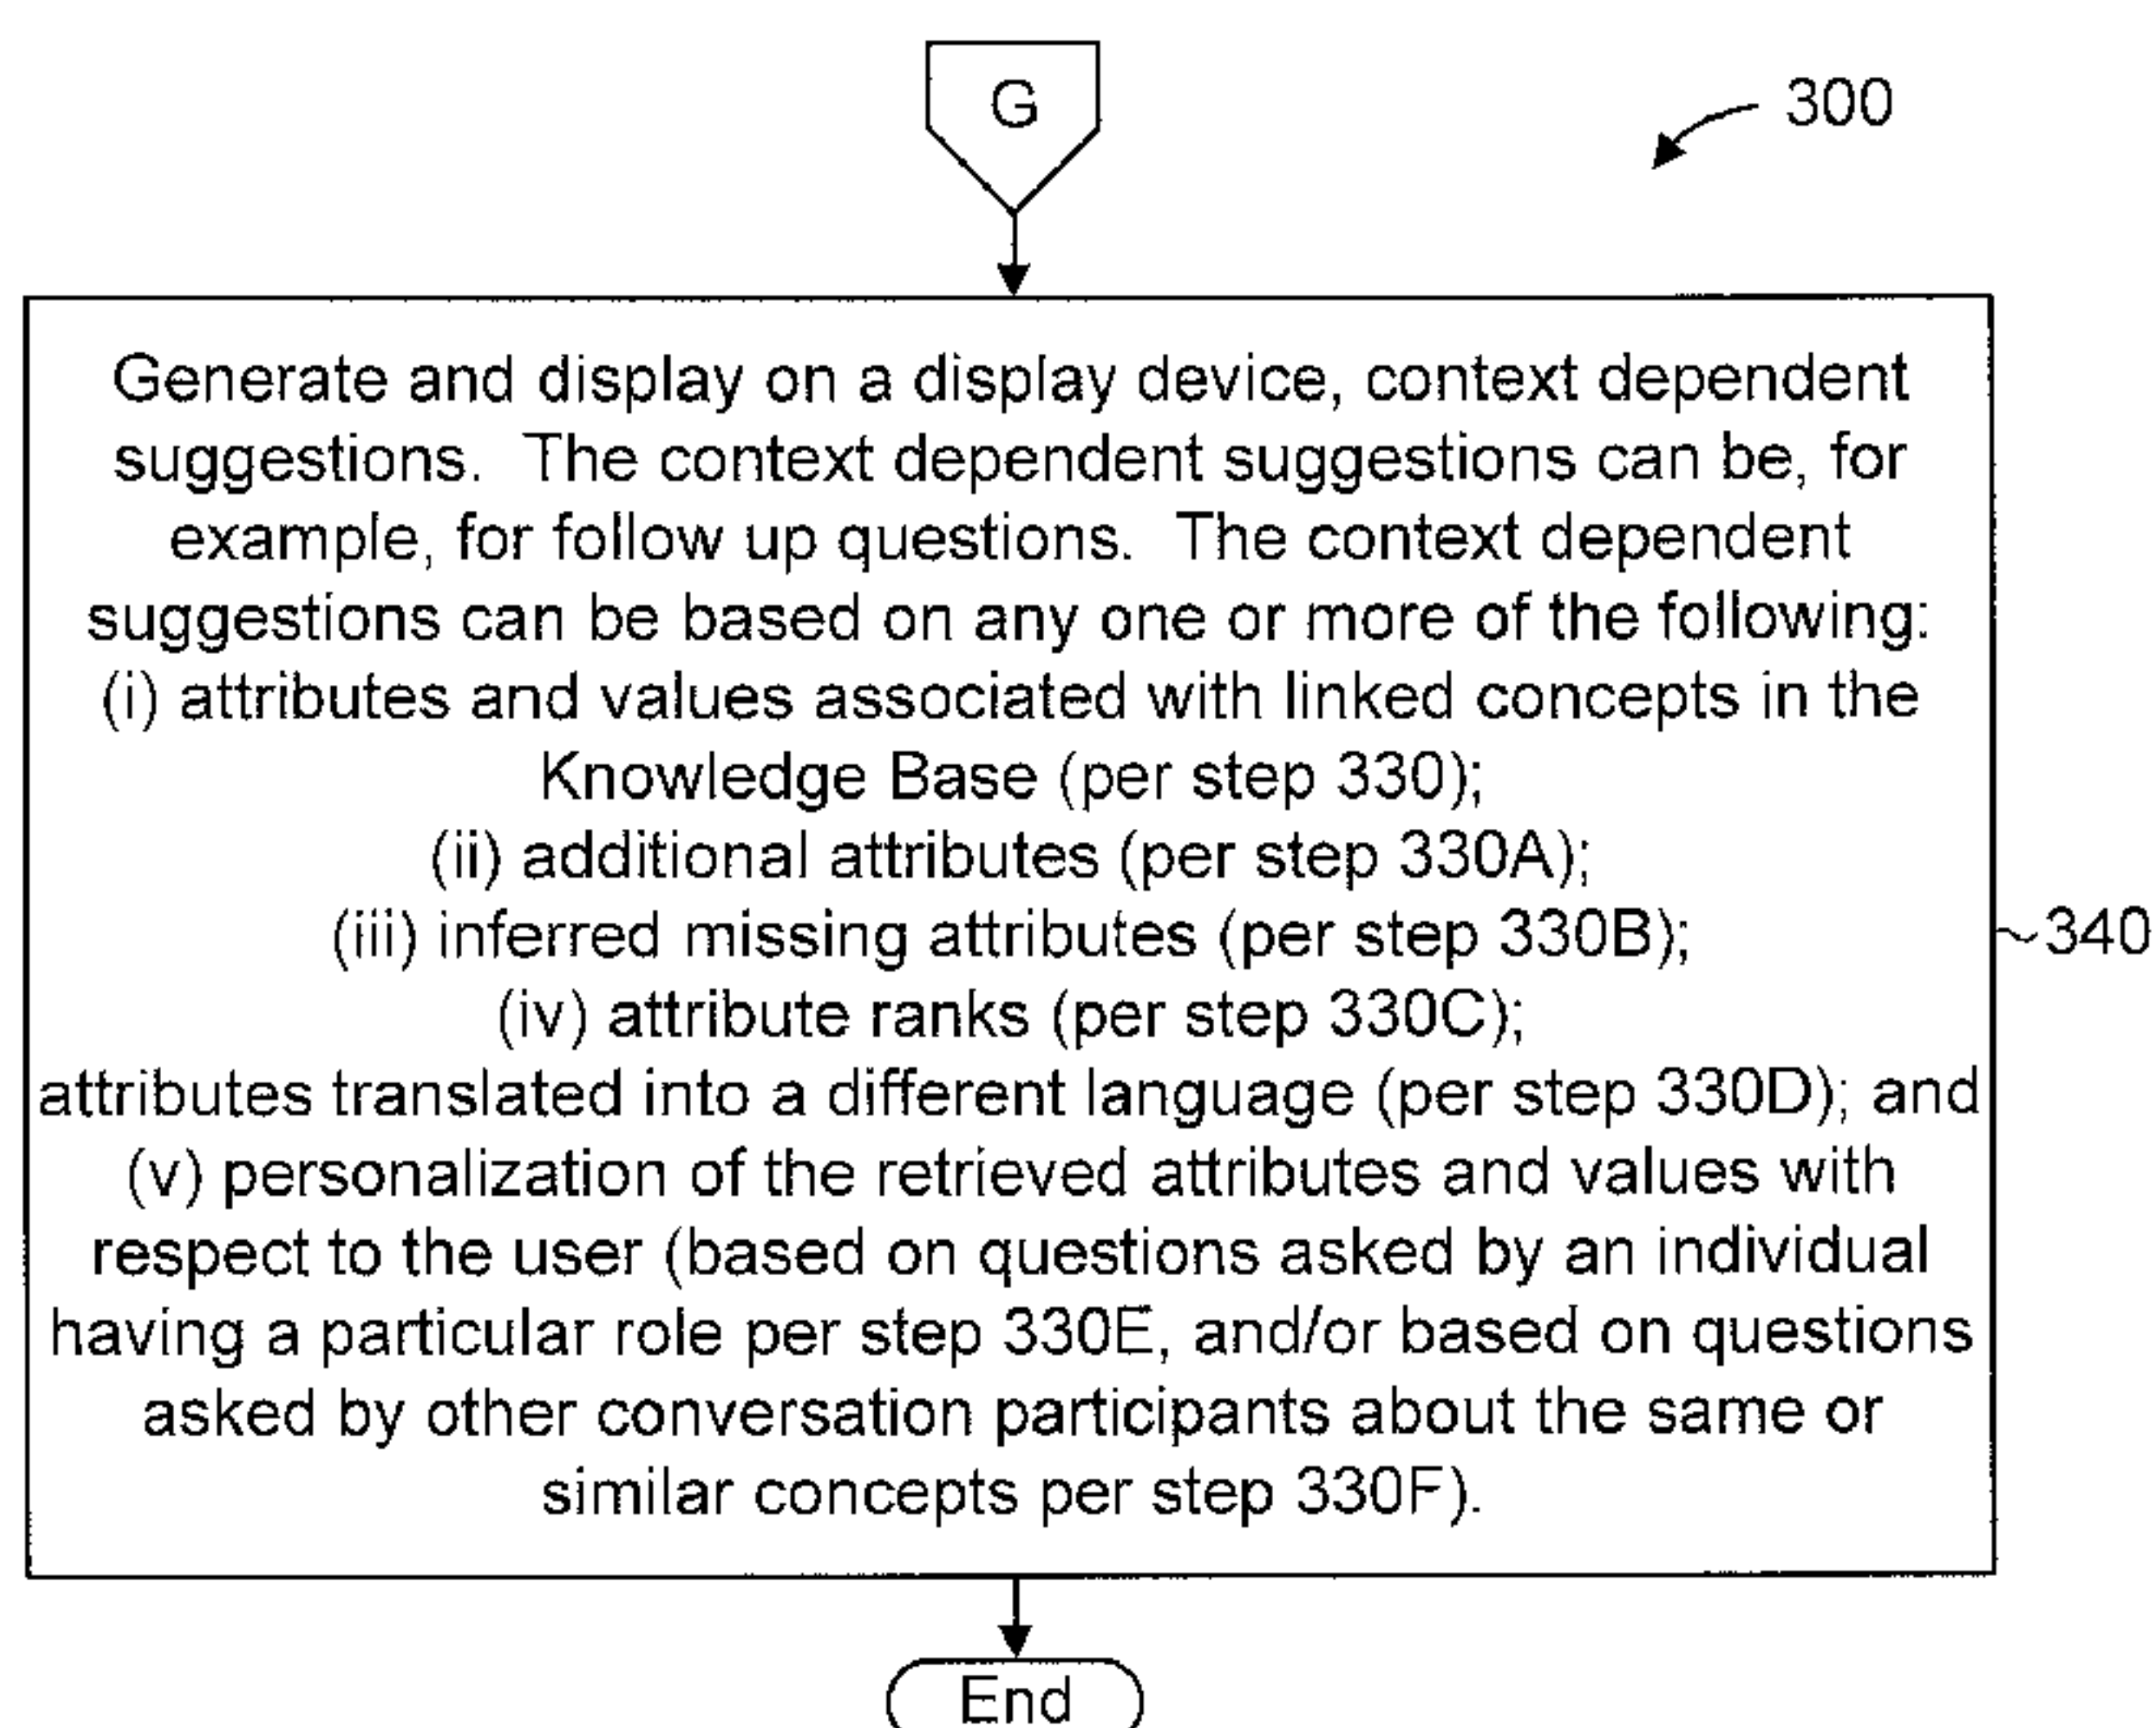 G
300
Generate and display on a display device, context dependent
suggestions. The context dependent suggestions can be, for
example, for follow up questions. The context dependent
suggestions can be based on any one or more of the following:
(i) attributes and values associated with linked concepts in the
Knowledge Base (per step 330);
(ii) additional attributes (per step 330A);
(iii) inferred missing attributes (per step 330B);
~340
(iv) attribute ranks (per step 330C);
attributes translated into a different language (per step 330D); and
(v) personalization of the retrieved attributes and values with
respect to the user (based on questions asked by an individual
having a particular role per step 330E, and/or based on questions
asked by other conversation participants about the same or
similar concepts per step 330F).
End